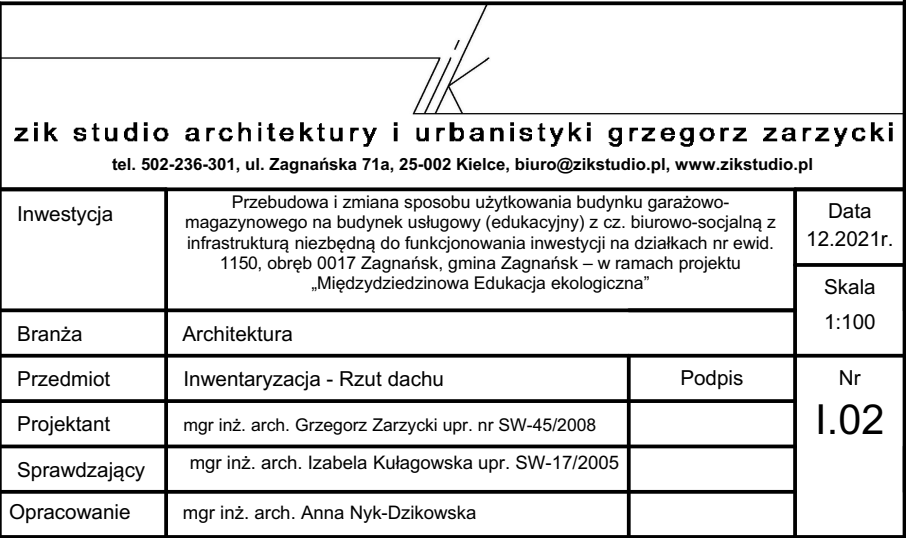 zik studio architektury i urbanistyki grzegorz zarzycki
tel. 502-236-301, ul. Zagnańska 71a, 25-002 Kielce, biuro@zikstudio.pl, www.zikstudio.pl
Inwestycja
Przebudowa i zmiana sposobu użytkowania budynku garażowo-
magazynowego na budynek usługowy (edukacyjny) z cz. biurowo-socjalną z
infrastrukturą niezbędną do funkcjonowania inwestycji na działkach nr ewid.
1150, obręb 0017 Zagnańsk, gmina Zagnańsk – w ramach projektu
„Międzydziedzinowa Edukacja ekologiczna”
Data
12.2021r.
Skala
1:100
Branża
Architektura
Przedmiot
Inwentaryzacja - Rzut dachu
Podpis
Nr
I.02
Projektant
mgr inż. arch. Grzegorz Zarzycki upr. nr SW-45/2008
Sprawdzający
mgr inż. arch. Izabela Kułagowska upr. SW-17/2005
Opracowanie
mgr inż. arch. Anna Nyk-Dzikowska